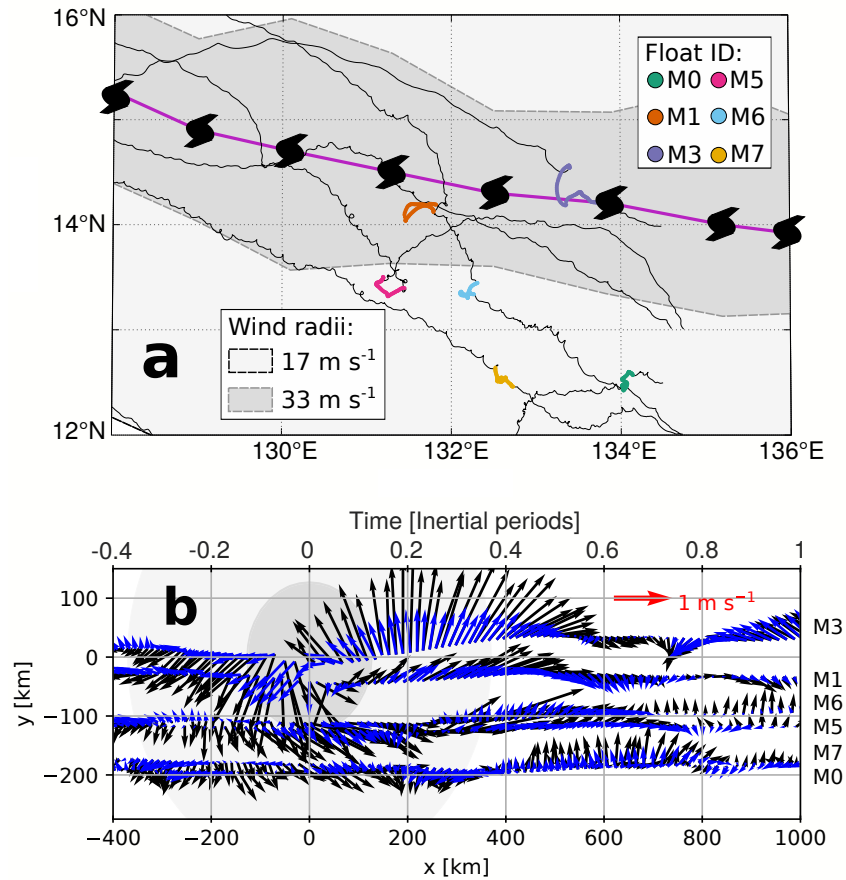 16°N
14°N
12°N
130°E 132°E 134°E 136°E
Float ID:
M0 M5
M1 M6
M3 M7
Wind radii:
17 m s⁻¹
33 m s⁻¹
a
Time [Inertial periods]
-0.4 -0.2 0 0.2 0.4 0.6 0.8 1
b
1 m s⁻¹
100
0
−100
−200
y [km]
M3
M1
M6
M5
M7
M0
−400 −200 0 200 400 600 800 1000
x [km]